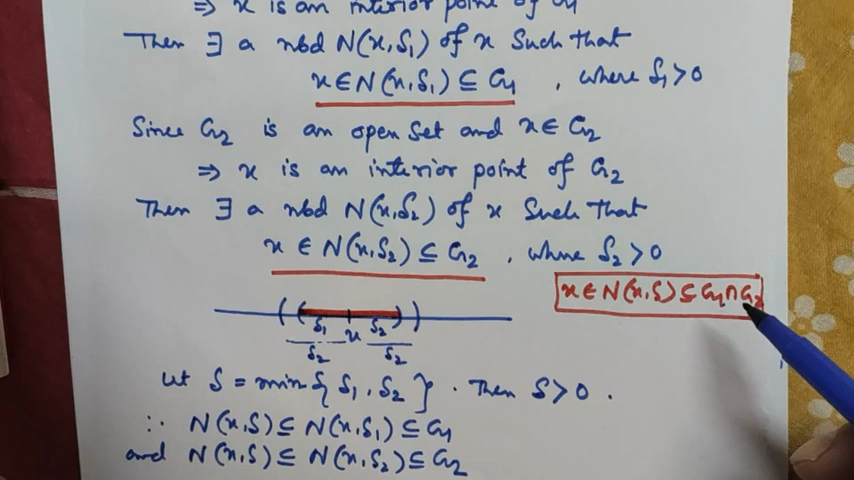 ⇒ x is an interior point of G1
Then ∃ a nbd N(x,δ1) of x Such that
x ∈ N(x,δ1) ⊆ G1 , where δ1>0
Since G2 is an open set and x ∈ G2
⇒ x is an interior point of G2
Then ∃ a nbd N(x,δ2) of x Such that
x ∈ N(x,δ2) ⊆ G2 , where δ2>0
x ∈ N(x,δ) ⊆ G1∩G2
( ( δ1 x δ2 ) )
δ2 δ2
Let δ = min{ δ1, δ2 } . Then δ>0 .
∴ N(x,δ) ⊆ N(x,δ1) ⊆ G1
and N(x,δ) ⊆ N(x,δ2) ⊆ G2